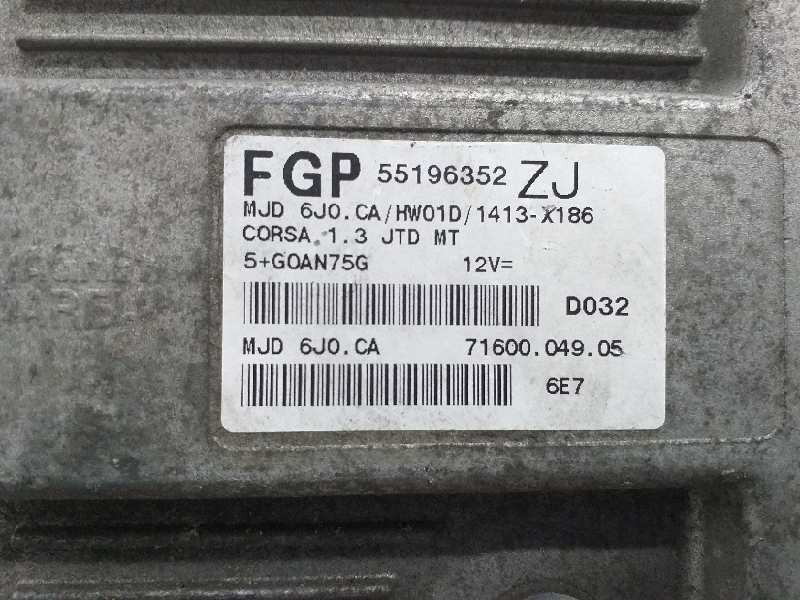 FGP 55196352 ZJ
MJD 6J0.CA/HW01D/1413-X186
CORSA 1.3 JTD MT
5+GOAN75G 12V=
D032
MJD 6J0.CA 71600.049.05
6E7